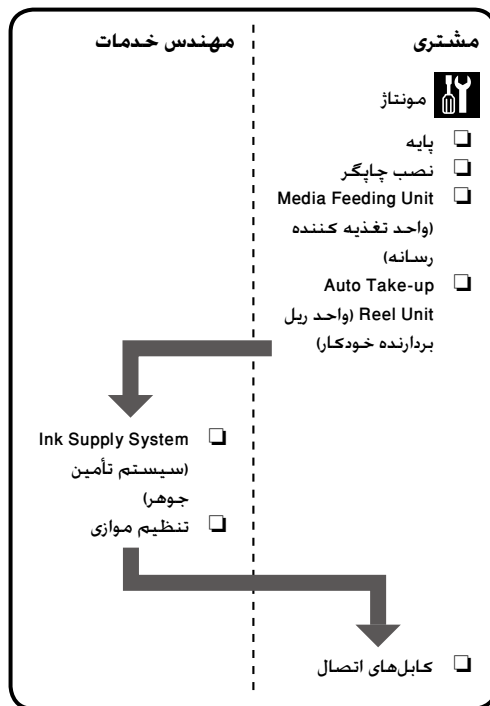 مشتری
مونتاژ
❏ پایه
❏ نصب چاپگر
❏ Media Feeding Unit
(واحد تغذیه کننده
رسانه)
❏ Auto Take-up
Reel Unit (واحد ریل
بردارنده خودکار)
مهندس خدمات
❏ Ink Supply System
(سیستم تأمین
جوهر)
❏ تنظیم موازی
❏ کابل‌های اتصال